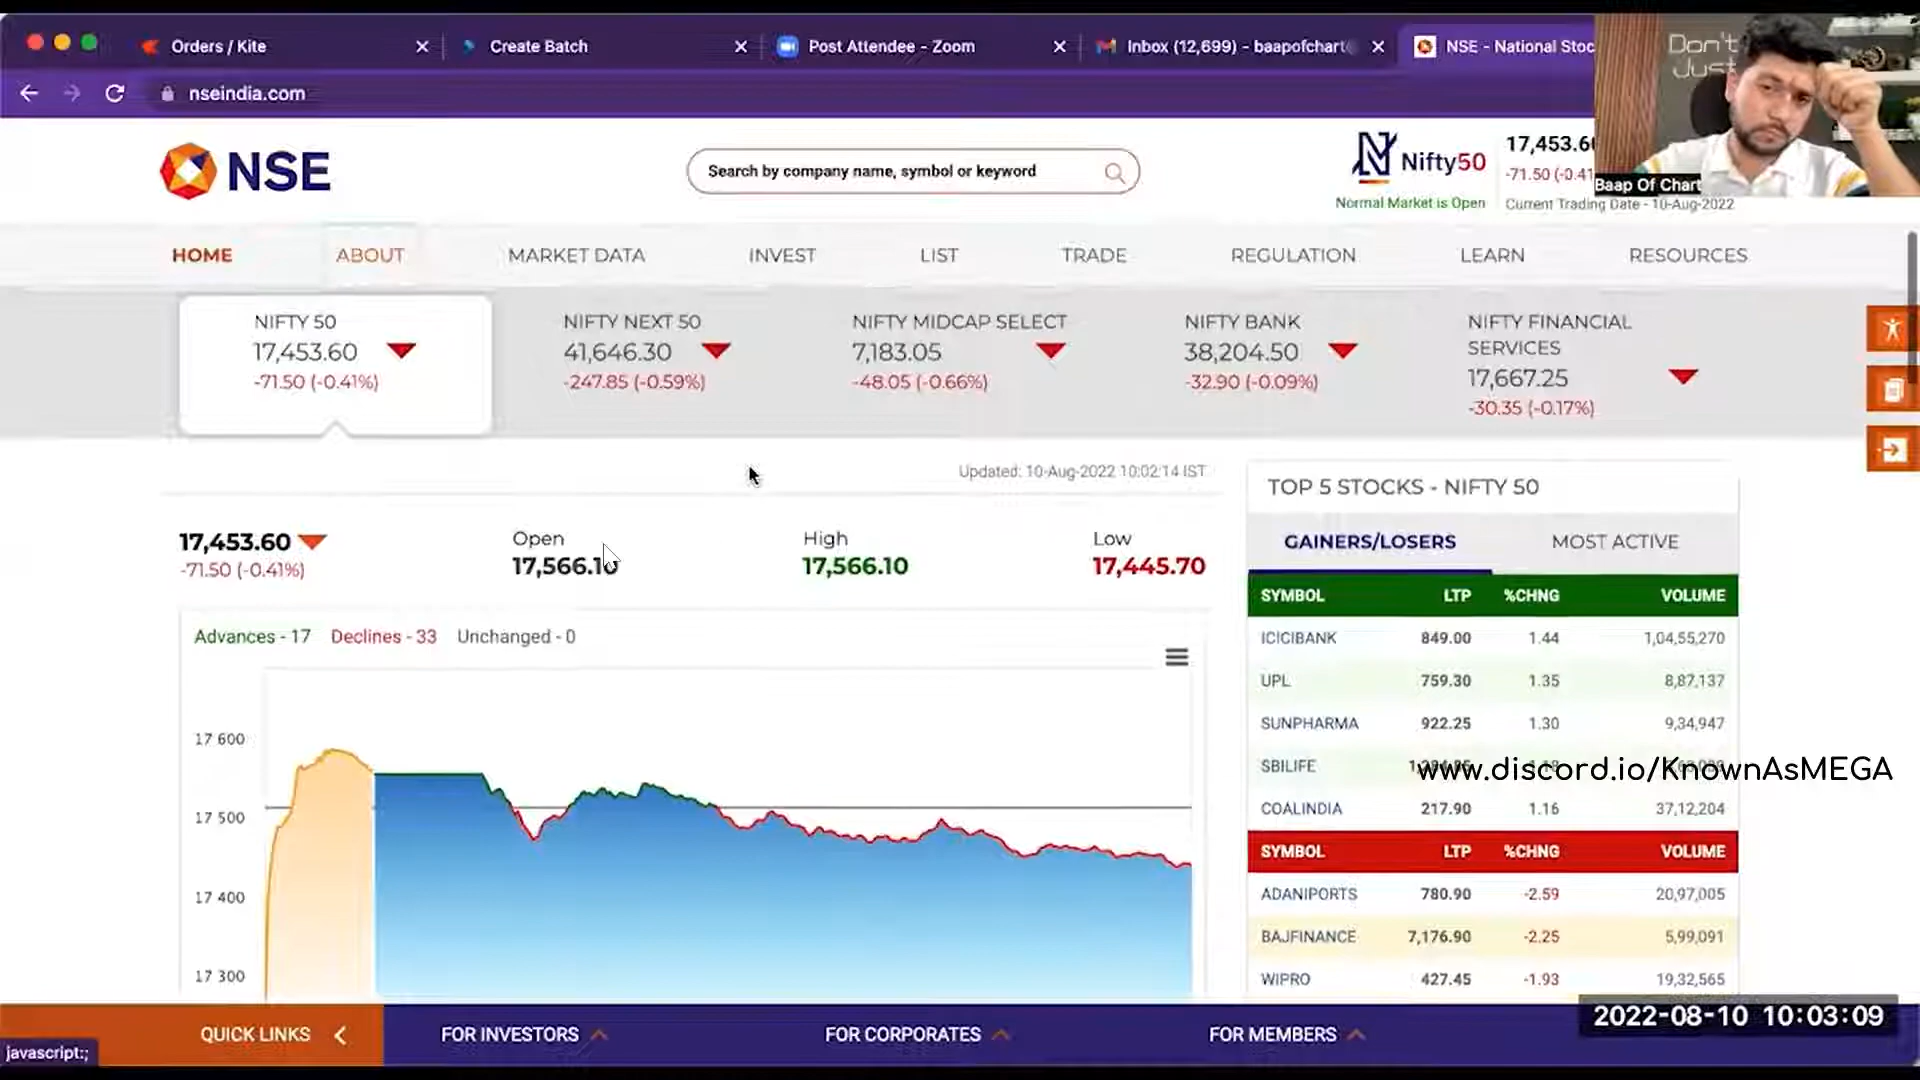 Orders / Kite
Create Batch
Post Attendee - Zoom
Inbox (12,699) - baapofchart
NSE - National Stoc
Don't
Just
nseindia.com
NSE
Search by company name, symbol or keyword
Nifty50
17,453.60
-71.50 (-0.41
Normal Market is Open
Current Trading Date - 10-Aug-2022
Baap Of Chart
HOME
ABOUT
MARKET DATA
INVEST
LIST
TRADE
REGULATION
LEARN
RESOURCES
NIFTY 50
17,453.60
-71.50 (-0.41%)
NIFTY NEXT 50
41,646.30
-247.85 (-0.59%)
NIFTY MIDCAP SELECT
7,183.05
-48.05 (-0.66%)
NIFTY BANK
38,204.50
-32.90 (-0.09%)
NIFTY FINANCIAL
SERVICES
17,667.25
-30.35 (-0.17%)
Updated: 10-Aug-2022 10:02:14 IST
17,453.60
-71.50 (-0.41%)
Open
17,566.10
High
17,566.10
Low
17,445.70
Advances - 17 Declines - 33 Unchanged - 0
17 600
17 500
17 400
17 300
TOP 5 STOCKS - NIFTY 50
GAINERS/LOSERS
MOST ACTIVE
SYMBOL LTP %CHNG VOLUME
ICICIBANK 849.00 1.44 1,04,55,270
UPL 759.30 1.35 8,87,137
SUNPHARMA 922.25 1.30 9,34,947
SBILIFE
www.discord.io/KnownAsMEGA
COALINDIA 217.90 1.16 37,12,204
SYMBOL LTP %CHNG VOLUME
ADANIPORTS 780.90 -2.59 20,97,005
BAJFINANCE 7,176.90 -2.25 5,99,091
WIPRO 427.45 -1.93 19,32,565
2022-08-10 10:03:09
QUICK LINKS
FOR INVESTORS
FOR CORPORATES
FOR MEMBERS
javascript:;